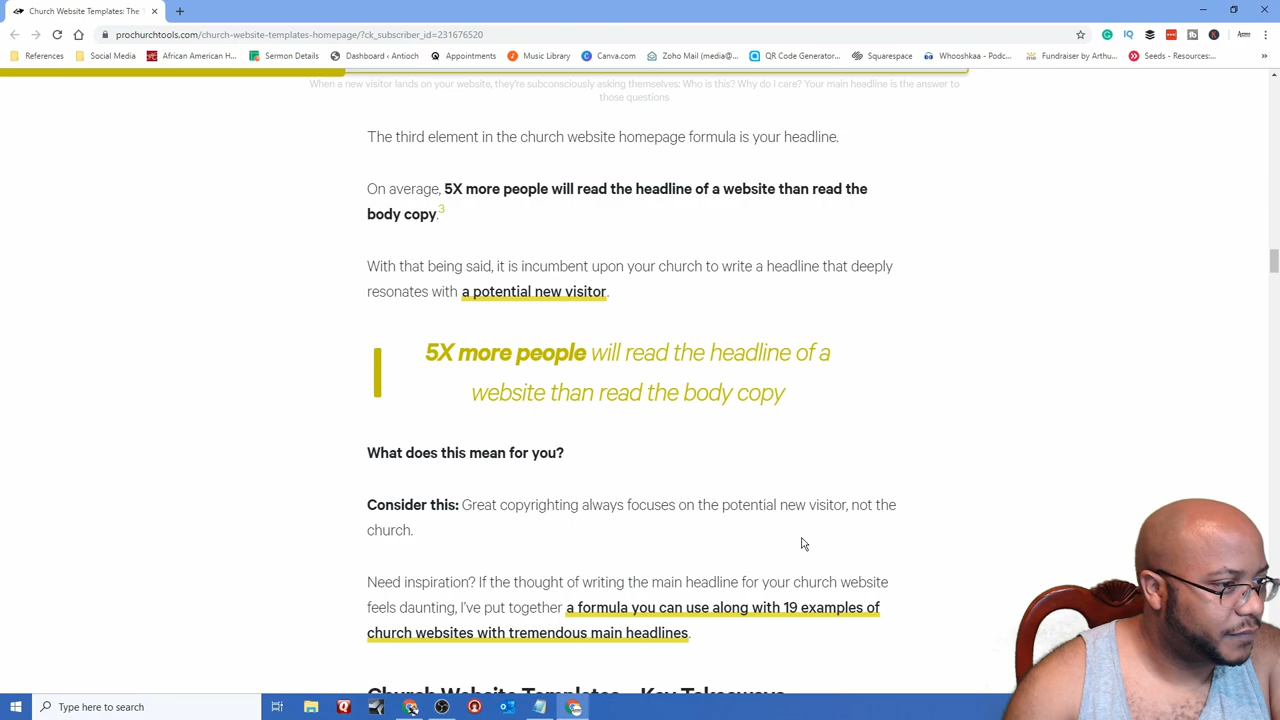 Church Website Templates: The
prochurchtools.com/church-website-templates-homepage/?ck_subscriber_id=231676520
References
Social Media
African American H...
Sermon Details
Dashboard ‹ Antioch
Appointments
Music Library
Canva.com
Zoho Mail (media@...
QR Code Generator...
Squarespace
Whooshkaa - Podc...
Fundraiser by Arthu...
Seeds - Resources:...
»
When a new visitor lands on your website, they're subconsciously asking themselves: Who is this? Why do I care? Your main headline is the answer to
those questions
The third element in the church website homepage formula is your headline.
On average, 5X more people will read the headline of a website than read the
body copy.3
With that being said, it is incumbent upon your church to write a headline that deeply
resonates with a potential new visitor.
5X more people will read the headline of a
website than read the body copy
What does this mean for you?
Consider this: Great copyrighting always focuses on the potential new visitor, not the
church.
Need inspiration? If the thought of writing the main headline for your church website
feels daunting, I've put together a formula you can use along with 19 examples of
church websites with tremendous main headlines.
Church Website Templates – Key Takeaways
Type here to search